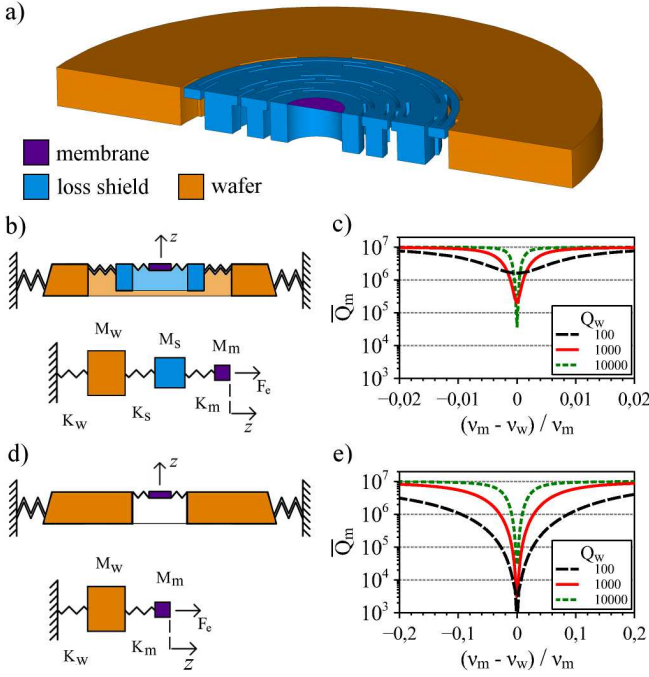 a)
membrane
loss shield
wafer
b)
z
M_w
M_s
M_m
F_e
K_w
K_s
K_m
z
c)
Q̅_m
10^7
10^6
10^5
10^4
10^3
Q_w
100
1000
10000
-0,02
-0,01
0
0,01
0,02
(ν_m - ν_w) / ν_m
d)
z
M_w
M_m
F_e
K_w
K_m
z
e)
Q̅_m
10^7
10^6
10^5
10^4
10^3
Q_w
100
1000
10000
-0,2
-0,1
0
0,1
0,2
(ν_m - ν_w) / ν_m